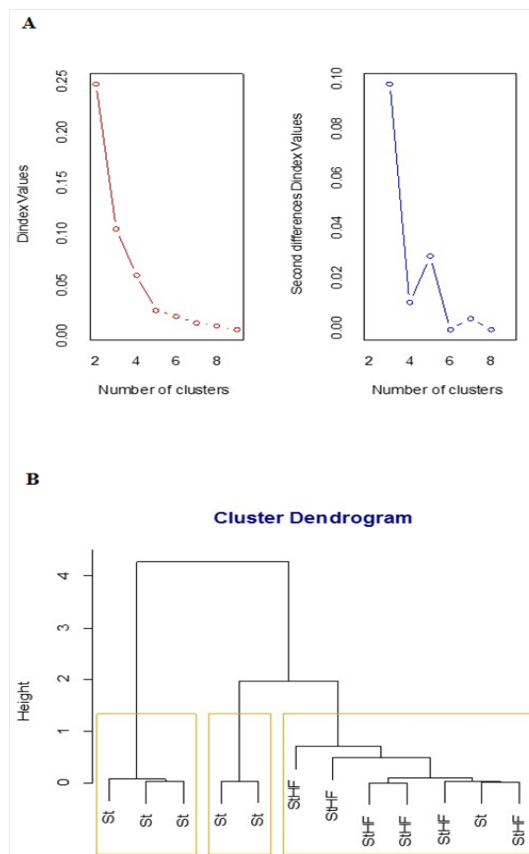 A
Dindex Values
0.00 0.05 0.10 0.15 0.20 0.25
2 4 6 8
Number of clusters
Second differences Dindex Values
0.00 0.02 0.04 0.06 0.08 0.10
2 4 6 8
Number of clusters
B
Cluster Dendrogram
Height
0 1 2 3 4
St St St St St StHF StHF StHF StHF StHF St StHF